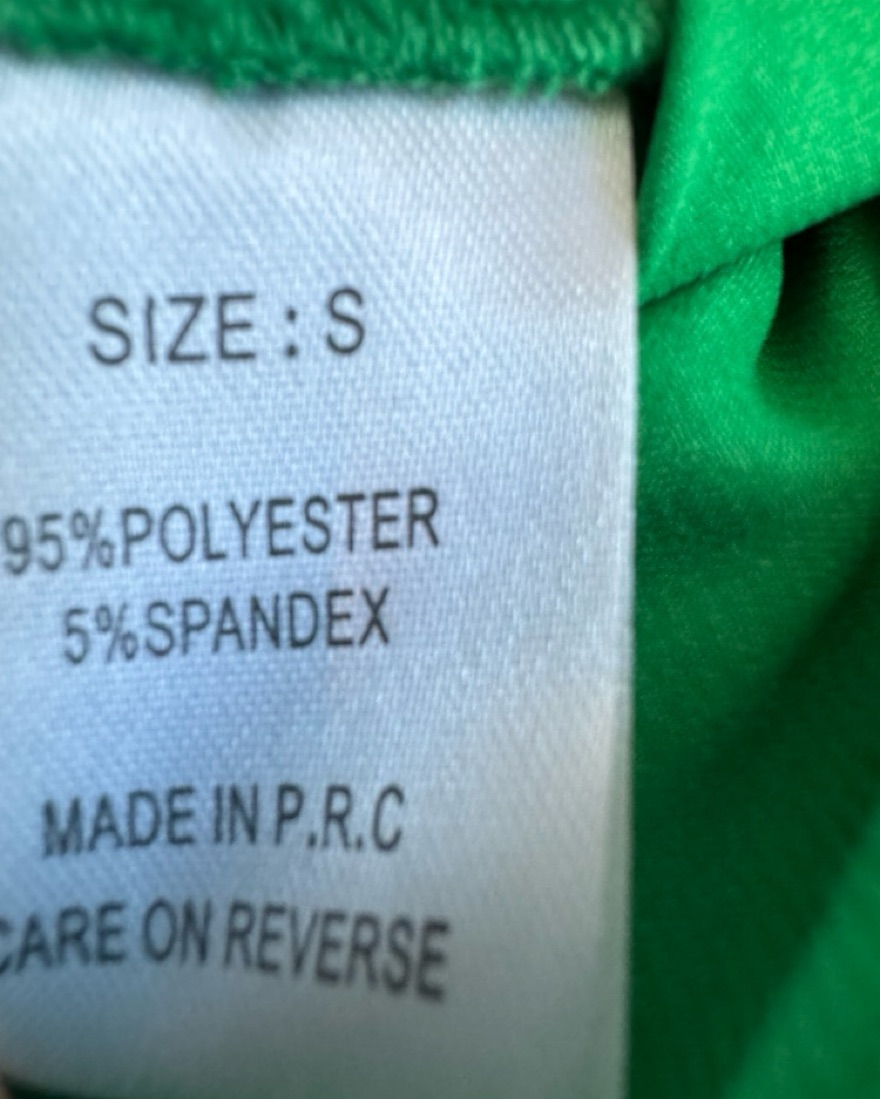 SIZE : S
95%POLYESTER
5%SPANDEX
MADE IN P.R.C
CARE ON REVERSE